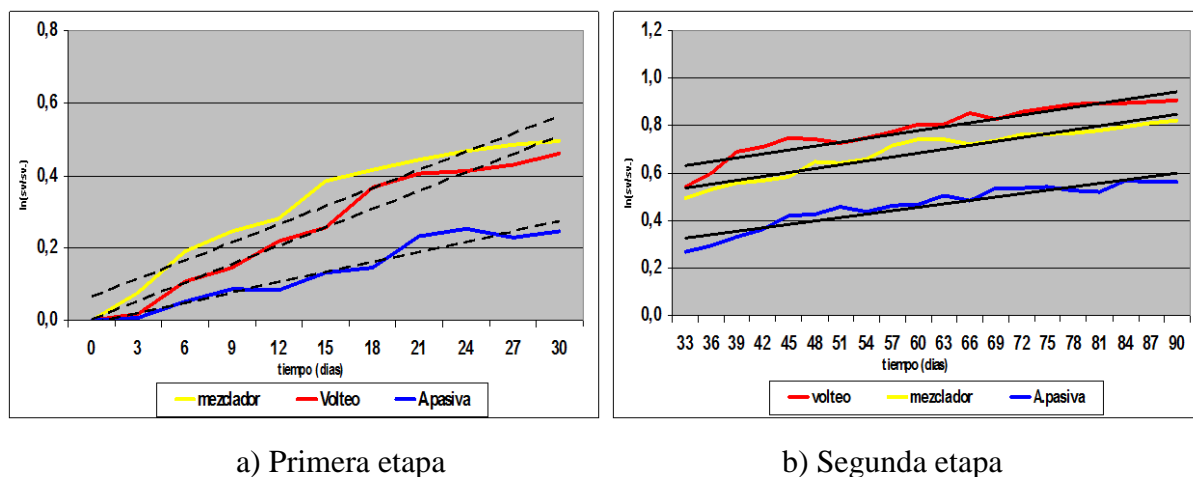 0,8
0,6
0,4
0,2
0,0
ln(sv/sv.)
0 3 6 9 12 15 18 21 24 27 30
tiempo (dias)
mezclador Volteo A.pasiva
1,2
1,0
0,8
0,6
0,4
0,2
0,0
ln(sv/sv.)
33 36 39 42 45 48 51 54 57 60 63 66 69 72 75 78 81 84 87 90
tiempo (dias)
volteo mezclador A.pasiva
a) Primera etapa
b) Segunda etapa